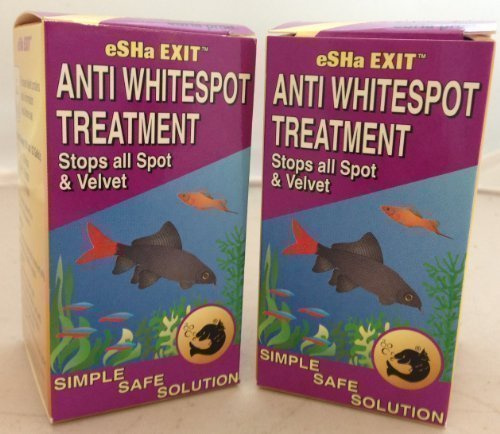 eSHa EXIT™
ANTI WHITESPOT
TREATMENT
Stops all Spot
& Velvet
SIMPLE
SAFE
SOLUTION
eSHa EXIT™
ANTI WHITESPOT
TREATMENT
Stops all Spot
& Velvet
SIMPLE
SAFE
SOLUTION